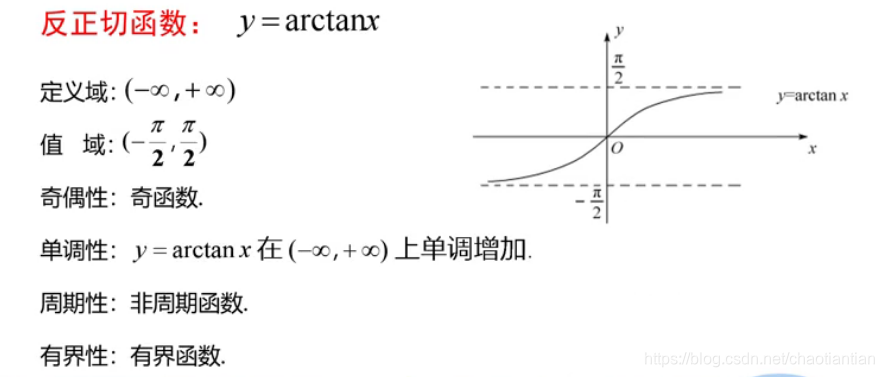 反正切函数： y = arctanx
定义域: (−∞,+∞)
值 域: (−π/2, π/2)
奇偶性：奇函数.
单调性：y = arctan x 在 (−∞,+∞) 上单调增加.
周期性：非周期函数.
有界性：有界函数.
y
π/2
y=arctan x
O
x
−π/2
https://blog.csdn.net/chaotiantian